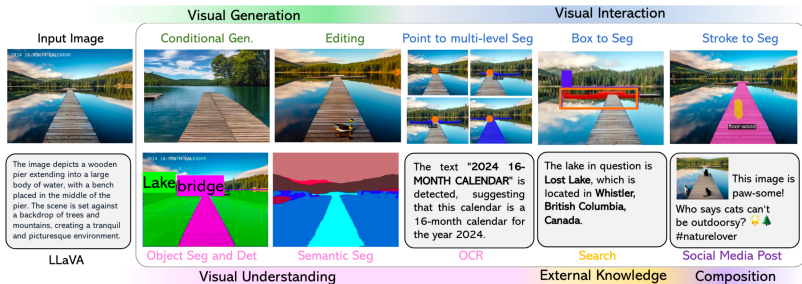 Visual Generation
Visual Interaction
Input Image
Conditional Gen.
Editing
Point to multi-level Seg
Box to Seg
Stroke to Seg
2024 16-MONTH CALENDAR
floor-wood
The image depicts a wooden
pier extending into a large
body of water, with a bench
placed in the middle of the
pier. The scene is set against
a backdrop of trees and
mountains, creating a tranquil
and picturesque environment.
LLaVA
2024 16-MONTH CALENDAR
Lake
bridge
Object Seg and Det
Semantic Seg
The text "2024 16-
MONTH CALENDAR" is
detected, suggesting
that this calendar is a
16-month calendar for
the year 2024.
OCR
The lake in question is
Lost Lake, which is
located in Whistler,
British Columbia,
Canada.
Search
This image is
paw-some!
Who says cats can't
be outdoorsy? 🌟🌲
#naturelover
Social Media Post
Visual Understanding
External Knowledge
Composition